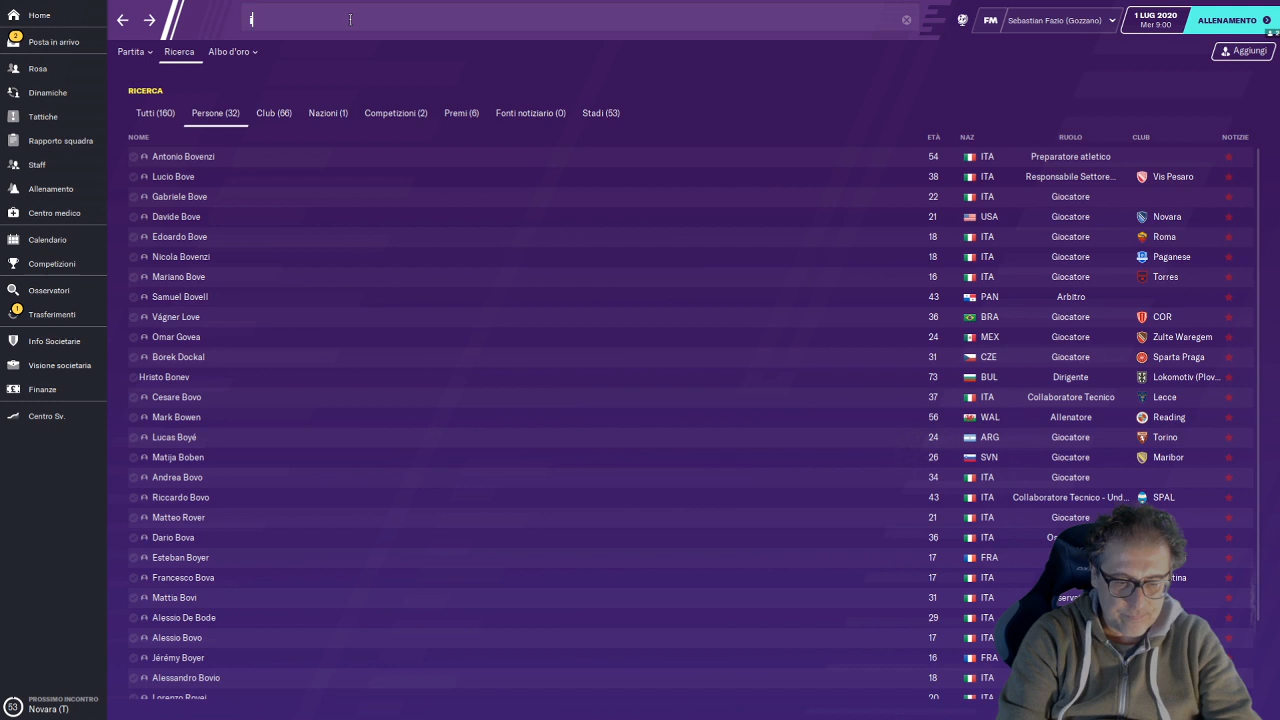 Home
i
FM Sebastian Fazio (Gozzano)
1 LUG 2020
Mer 9:00
ALLENAMENTO
2
2 Posta in arrivo
Partita Ricerca Albo d'oro
Aggiungi
Rosa
Dinamiche
Tattiche
Rapporto squadra
Staff
Allenamento
Centro medico
Calendario
Competizioni
Osservatori
1 Trasferimenti
Info Societarie
Visione societaria
Finanze
Centro Sv.
53 PROSSIMO INCONTRO
Novara (T)
RICERCA
Tutti (160) Persone (32) Club (66) Nazioni (1) Competizioni (2) Premi (6) Fonti notiziario (0) Stadi (53)
NOME ETÀ NAZ RUOLO CLUB NOTIZIE
Antonio Bovenzi 54 ITA Preparatore atletico
Lucio Bove 38 ITA Responsabile Settore... Vis Pesaro
Gabriele Bove 22 ITA Giocatore
Davide Bove 21 USA Giocatore Novara
Edoardo Bove 18 ITA Giocatore Roma
Nicola Bovenzi 18 ITA Giocatore Paganese
Mariano Bove 16 ITA Giocatore Torres
Samuel Bovell 43 PAN Arbitro
Vágner Love 36 BRA Giocatore COR
Omar Govea 24 MEX Giocatore Zulte Waregem
Borek Dockal 31 CZE Giocatore Sparta Praga
Hristo Bonev 73 BUL Dirigente Lokomotiv (Plov...
Cesare Bovo 37 ITA Collaboratore Tecnico Lecce
Mark Bowen 56 WAL Allenatore Reading
Lucas Boyé 24 ARG Giocatore Torino
Matija Boben 26 SVN Giocatore Maribor
Andrea Bovo 34 ITA Giocatore
Riccardo Bovo 43 ITA Collaboratore Tecnico - Und... SPAL
Matteo Rover 21 ITA Giocatore
Dario Bova 36 ITA Os
Esteban Boyer 17 FRA
Francesco Bova 17 ITA
Mattia Bovi 31 ITA
Alessio De Bode 29 ITA
Alessio Bovo 17 ITA
Jérémy Boyer 16 FRA
Alessandro Bovio 18 ITA
Lorenzo Rovei 20 ITA